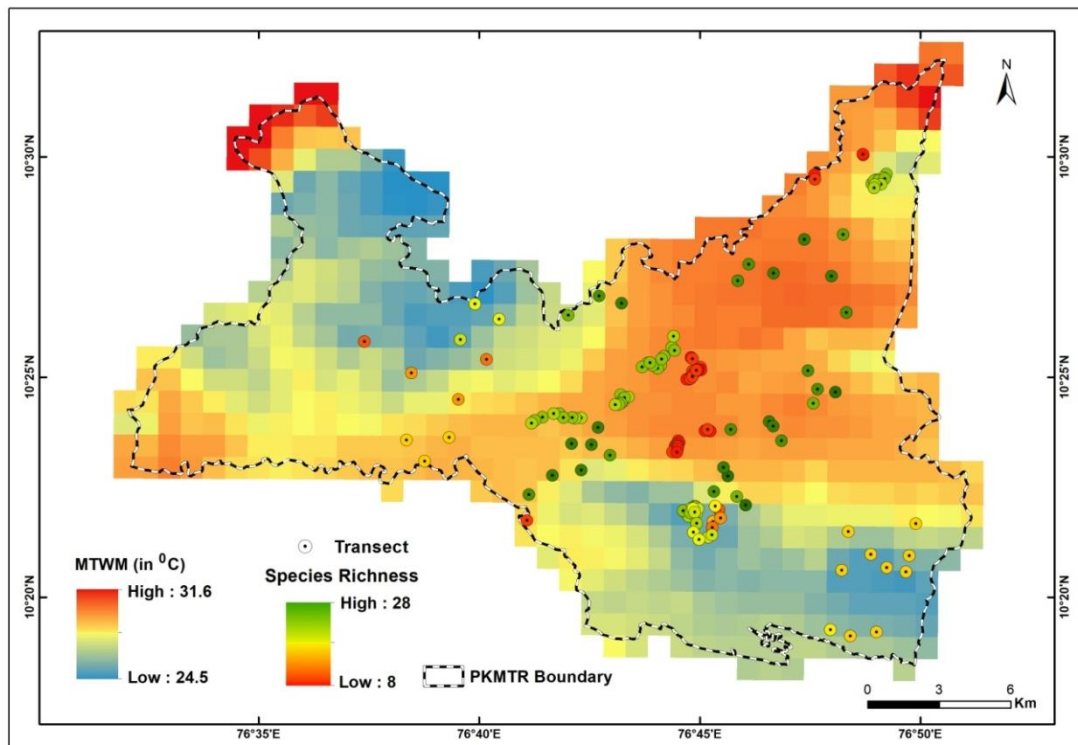 N
10°30'N
10°30'N
10°25'N
10°25'N
10°20'N
10°20'N
MTWM (in ⁰C)
High : 31.6
Low : 24.5
Transect
Species Richness
High : 28
Low : 8
PKMTR Boundary
0 3 6
Km
76°35'E 76°40'E 76°45'E 76°50'E